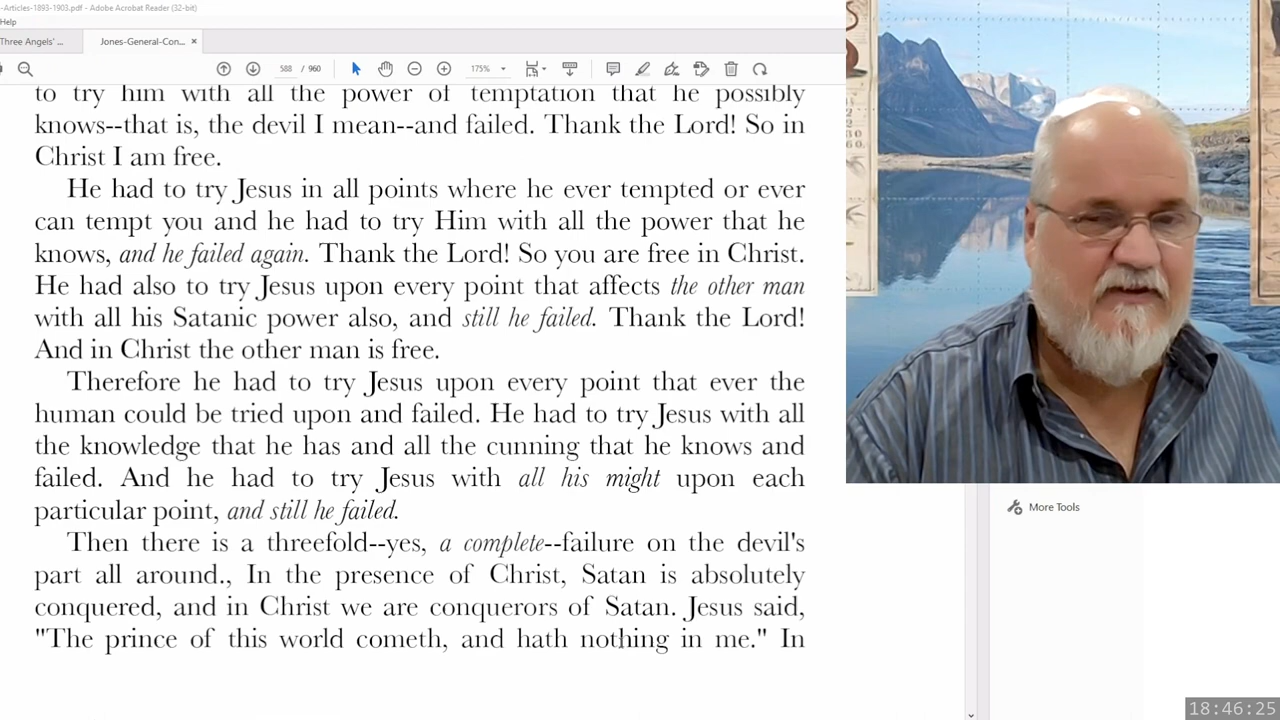 -Articles-1893-1903.pdf - Adobe Acrobat Reader (32-bit)
Help
Three Angels' ...
Jones-General-Con... ×
588 / 960
175%
to try him with all the power of temptation that he possibly
knows--that is, the devil I mean--and failed. Thank the Lord! So in
Christ I am free.
He had to try Jesus in all points where he ever tempted or ever
can tempt you and he had to try Him with all the power that he
knows, and he failed again. Thank the Lord! So you are free in Christ.
He had also to try Jesus upon every point that affects the other man
with all his Satanic power also, and still he failed. Thank the Lord!
And in Christ the other man is free.
Therefore he had to try Jesus upon every point that ever the
human could be tried upon and failed. He had to try Jesus with all
the knowledge that he has and all the cunning that he knows and
failed. And he had to try Jesus with all his might upon each
particular point, and still he failed.
Then there is a threefold--yes, a complete--failure on the devil's
part all around., In the presence of Christ, Satan is absolutely
conquered, and in Christ we are conquerors of Satan. Jesus said,
"The prince of this world cometh, and hath nothing in me." In
More Tools
18:46:25